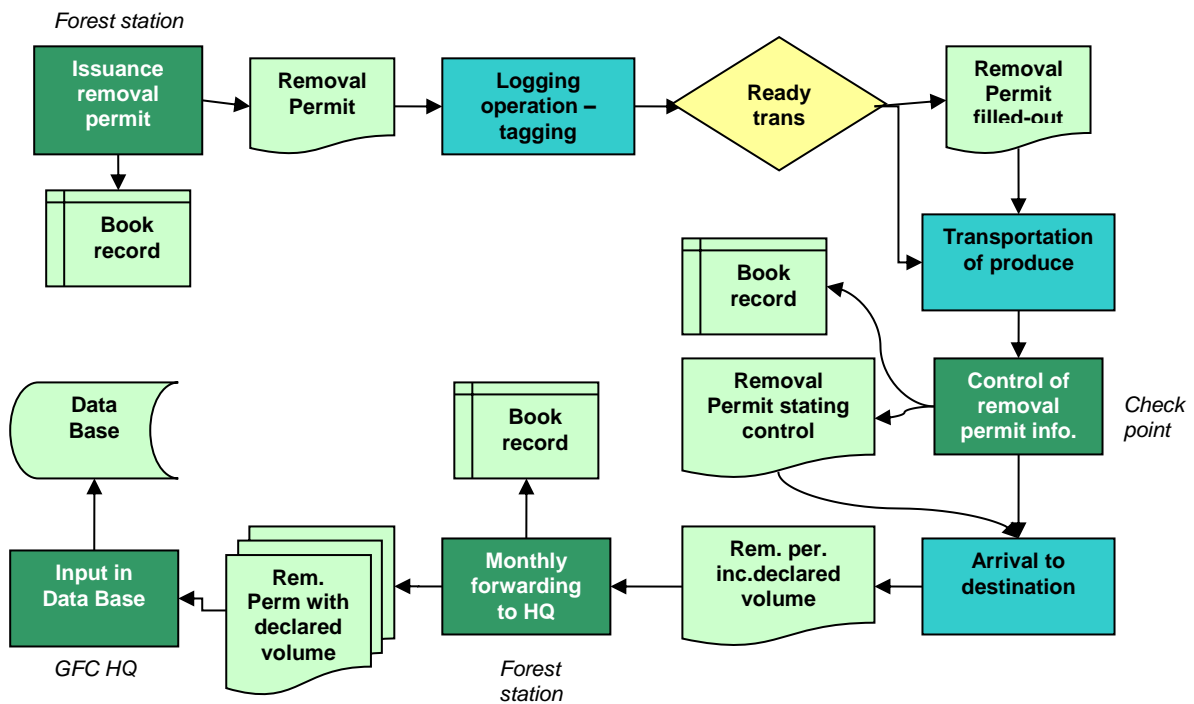 Forest station
Issuance
removal
permit
Removal
Permit
Logging
operation –
tagging
Ready
trans
Removal
Permit
filled-out
Book
record
Transportation
of produce
Book
record
Control of
removal
permit info.
Check
point
Removal
Permit stating
control
Data
Base
Book
record
Arrival to
destination
Rem. per.
inc.declared
volume
Monthly
forwarding
to HQ
Rem.
Perm with
declared
volume
Input in
Data Base
GFC HQ
Forest
station